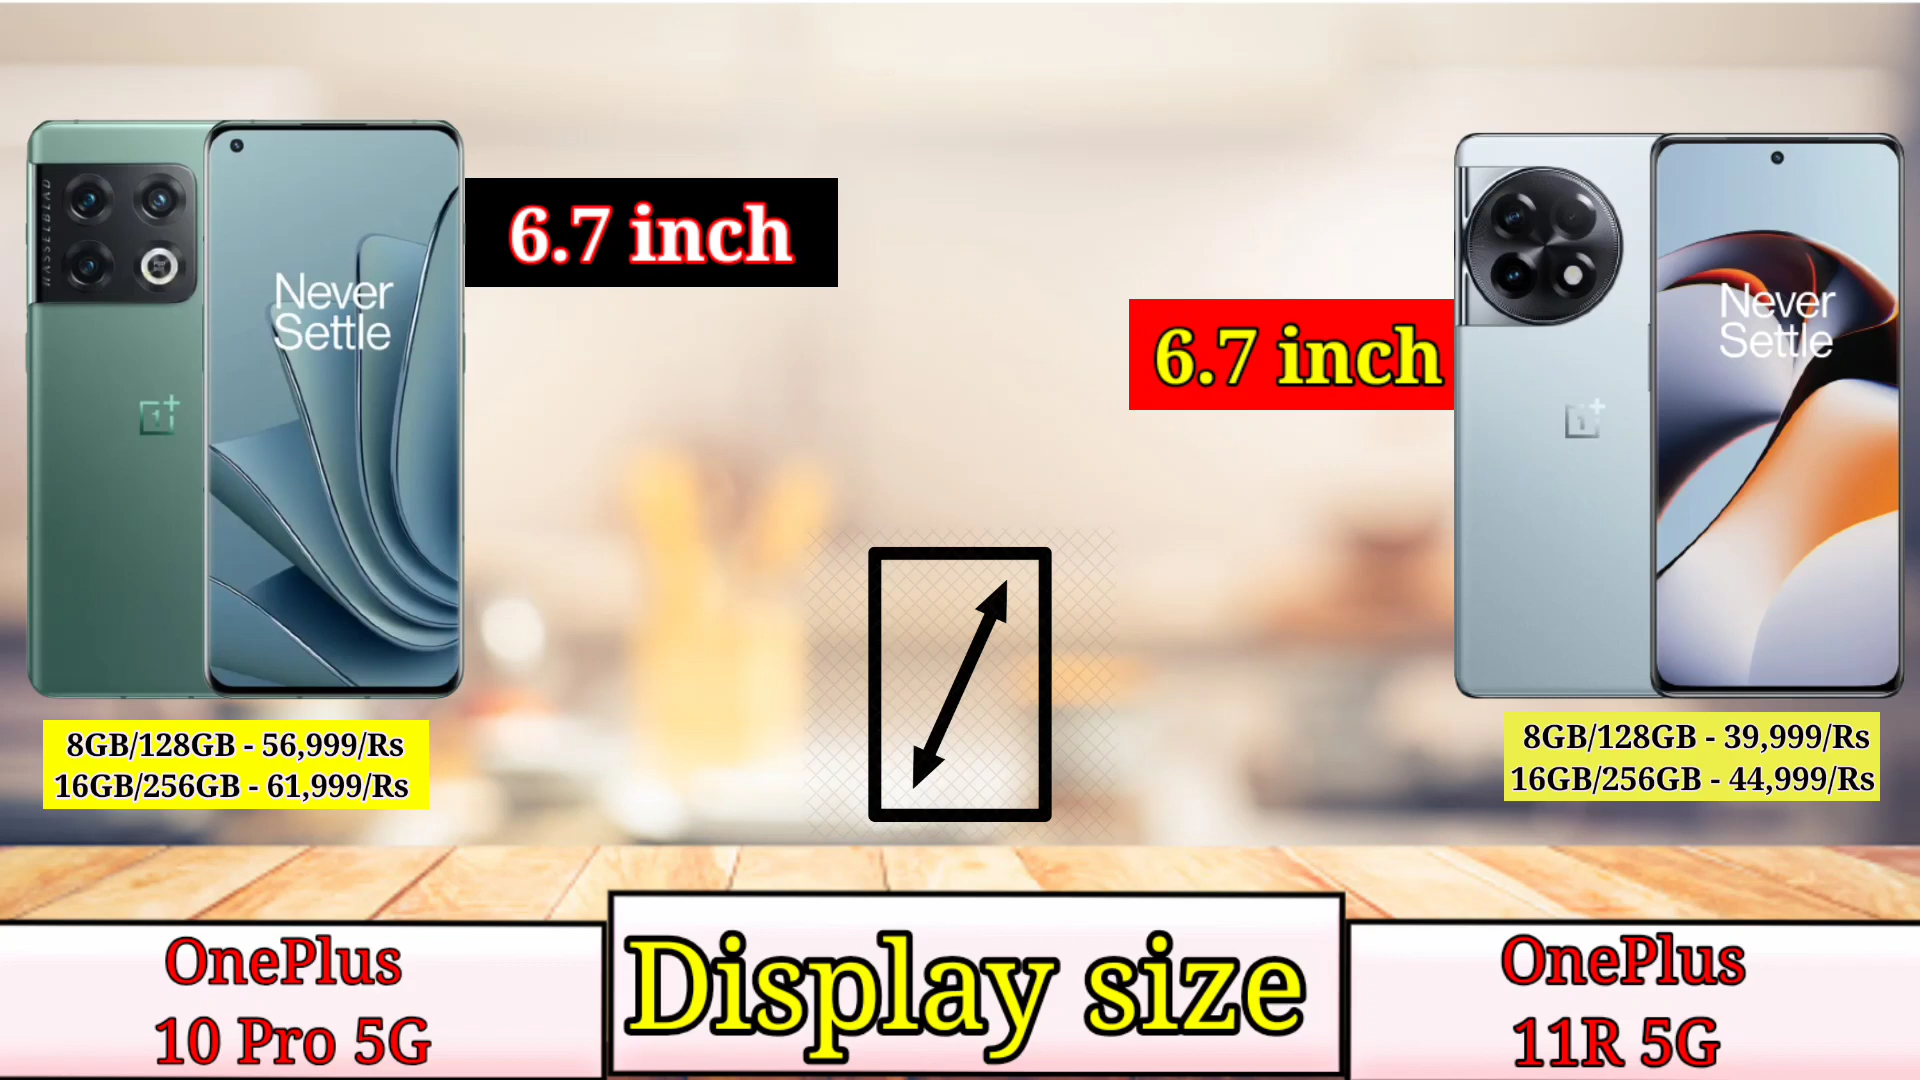 HASSELBLAD
Never
Settle
6.7 inch
8GB/128GB - 56,999/Rs
16GB/256GB - 61,999/Rs
6.7 inch
Never
Settle
8GB/128GB - 39,999/Rs
16GB/256GB - 44,999/Rs
OnePlus
10 Pro 5G
Display size
OnePlus
11R 5G